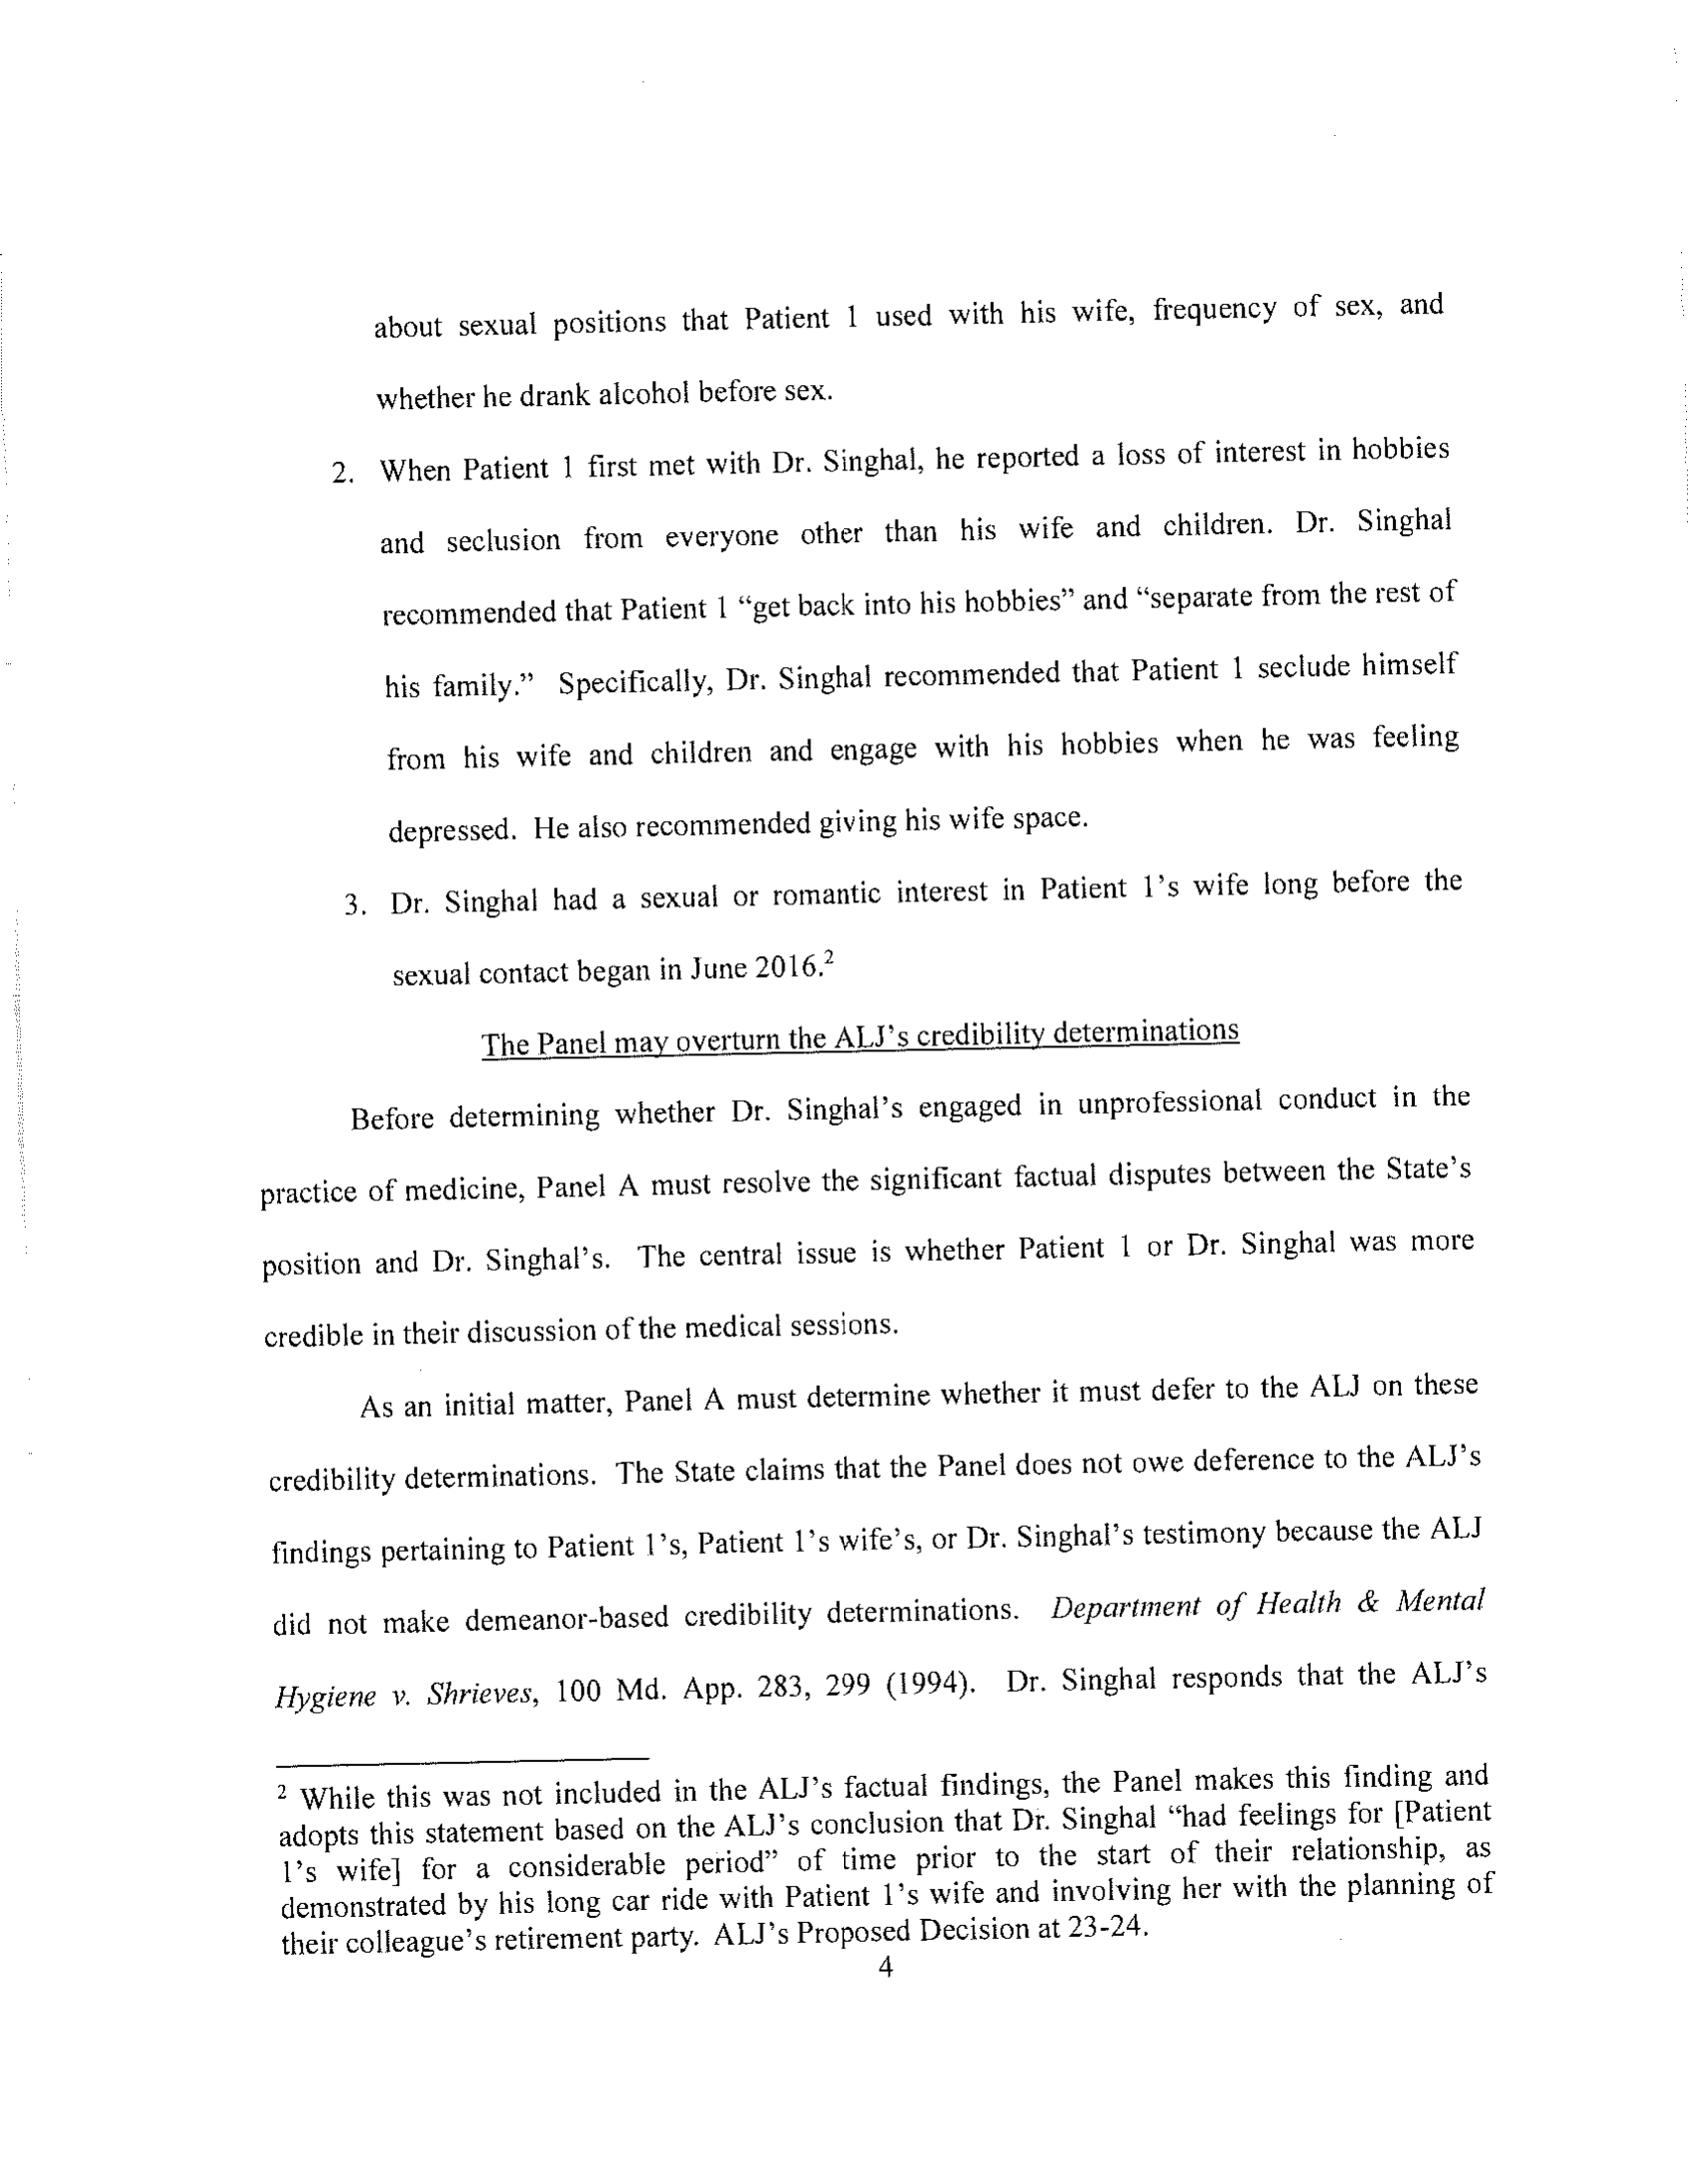 about sexual positions that Patient 1 used with his wife, frequency of sex, and
whether he drank alcohol before sex.
2. When Patient 1 first met with Dr. Singhal, he reported a loss of interest in hobbies
and seclusion from everyone other than his wife and children. Dr. Singhal
recommended that Patient 1 “get back into his hobbies” and “separate from the rest of
his family.” Specifically, Dr. Singhal recommended that Patient 1 seclude himself
from his wife and children and engage with his hobbies when he was feeling
depressed. He also recommended giving his wife space.
3. Dr. Singhal had a sexual or romantic interest in Patient 1’s wife long before the
sexual contact began in June 2016.²
The Panel may overturn the ALJ’s credibility determinations
Before determining whether Dr. Singhal’s engaged in unprofessional conduct in the
practice of medicine, Panel A must resolve the significant factual disputes between the State’s
position and Dr. Singhal’s. The central issue is whether Patient 1 or Dr. Singhal was more
credible in their discussion of the medical sessions.
As an initial matter, Panel A must determine whether it must defer to the ALJ on these
credibility determinations. The State claims that the Panel does not owe deference to the ALJ’s
findings pertaining to Patient 1’s, Patient 1’s wife’s, or Dr. Singhal’s testimony because the ALJ
did not make demeanor-based credibility determinations. Department of Health & Mental
Hygiene v. Shrieves, 100 Md. App. 283, 299 (1994). Dr. Singhal responds that the ALJ’s
² While this was not included in the ALJ’s factual findings, the Panel makes this finding and
adopts this statement based on the ALJ’s conclusion that Dr. Singhal “had feelings for [Patient
1’s wife] for a considerable period” of time prior to the start of their relationship, as
demonstrated by his long car ride with Patient 1’s wife and involving her with the planning of
their colleague’s retirement party. ALJ’s Proposed Decision at 23-24.
4